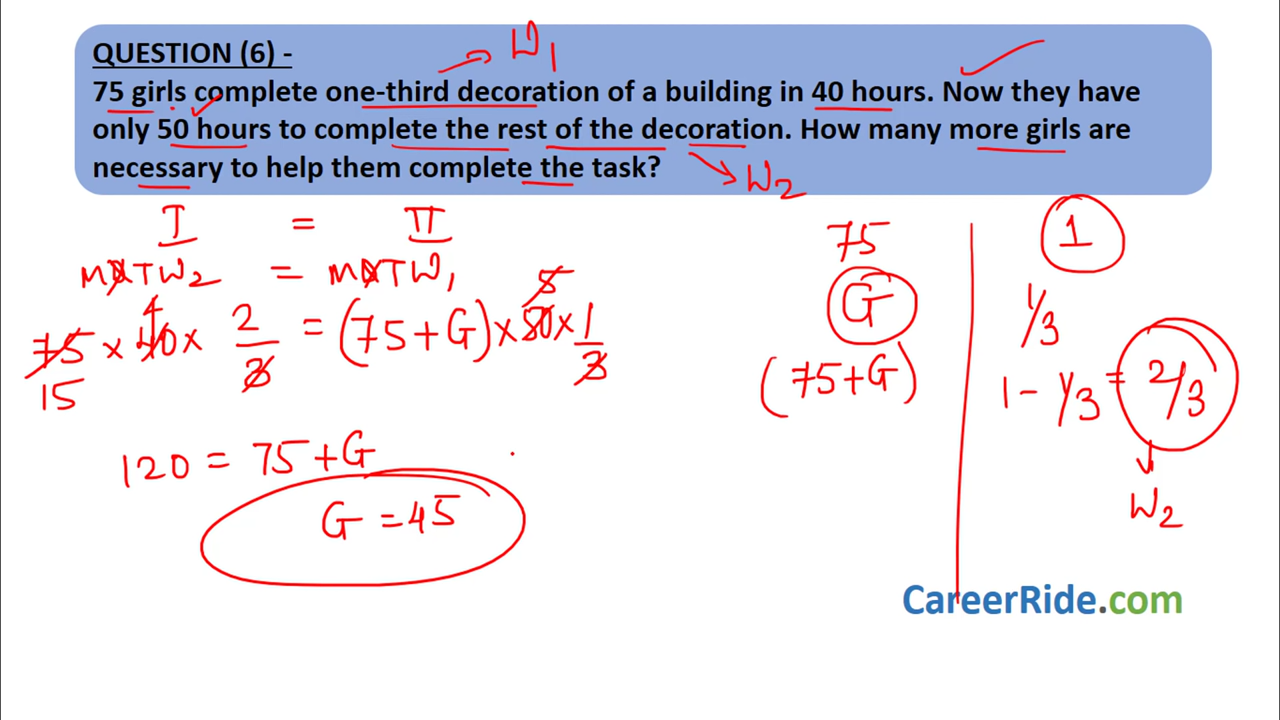 QUESTION (6) -
W1
75 girls complete one-third decoration of a building in 40 hours. Now they have
only 50 hours to complete the rest of the decoration. How many more girls are
necessary to help them complete the task?
W2
I = II
MDTW2 = MDTW1
75 × 40 × 2/3 = (75+G) × 50 × 1/3
4
5
15
120 = 75+G
G = 45
75
G
(75+G)
1
1/3
1 - 1/3 = 2/3
W2
CareerRide.com